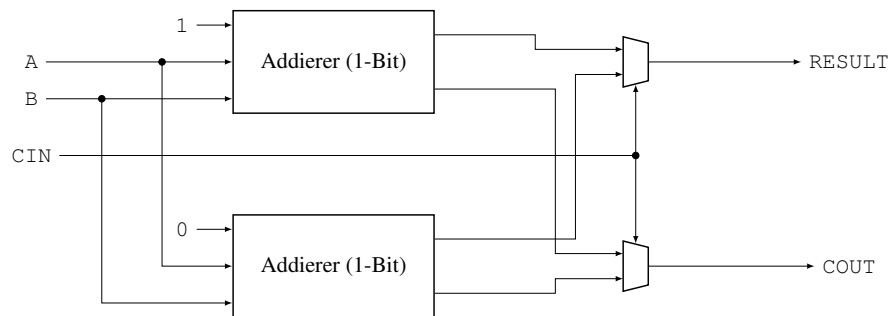 1
Addierer (1-Bit)
A
RESULT
B
CIN
0
Addierer (1-Bit)
COUT